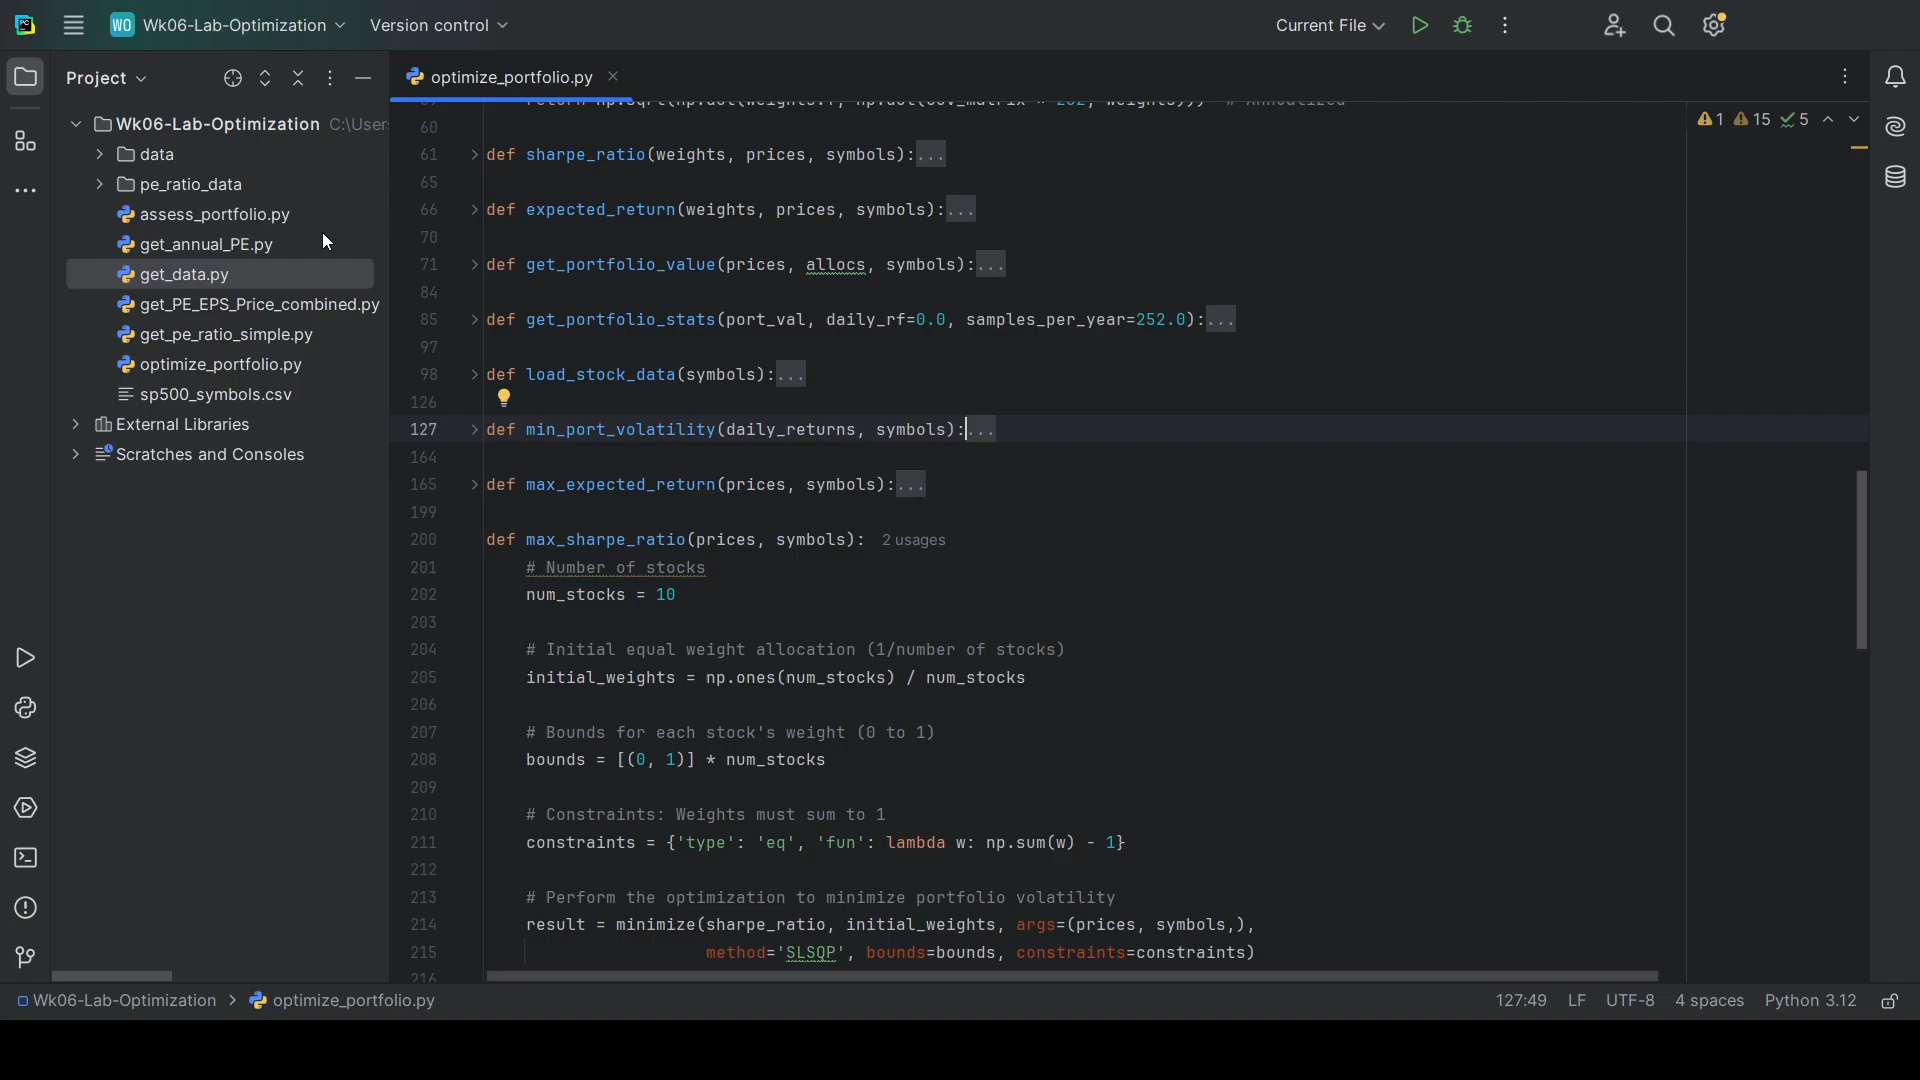 PC
WO Wk06-Lab-Optimization
Version control
Current File
Project
optimize_portfolio.py
Wk06-Lab-Optimization C:\User
data
pe_ratio_data
assess_portfolio.py
get_annual_PE.py
get_data.py
get_PE_EPS_Price_combined.py
get_pe_ratio_simple.py
optimize_portfolio.py
sp500_symbols.csv
External Libraries
Scratches and Consoles
1 15 5
60
61 def sharpe_ratio(weights, prices, symbols):...
65
66 def expected_return(weights, prices, symbols):...
70
71 def get_portfolio_value(prices, allocs, symbols):...
84
85 def get_portfolio_stats(port_val, daily_rf=0.0, samples_per_year=252.0):...
97
98 def load_stock_data(symbols):...
126
127 def min_port_volatility(daily_returns, symbols):...
164
165 def max_expected_return(prices, symbols):...
199
200 def max_sharpe_ratio(prices, symbols): 2 usages
201 # Number of stocks
202 num_stocks = 10
203
204 # Initial equal weight allocation (1/number of stocks)
205 initial_weights = np.ones(num_stocks) / num_stocks
206
207 # Bounds for each stock's weight (0 to 1)
208 bounds = [(0, 1)] * num_stocks
209
210 # Constraints: Weights must sum to 1
211 constraints = {'type': 'eq', 'fun': lambda w: np.sum(w) - 1}
212
213 # Perform the optimization to minimize portfolio volatility
214 result = minimize(sharpe_ratio, initial_weights, args=(prices, symbols,),
215 method='SLSQP', bounds=bounds, constraints=constraints)
216
Wk06-Lab-Optimization > optimize_portfolio.py
127:49 LF UTF-8 4 spaces Python 3.12